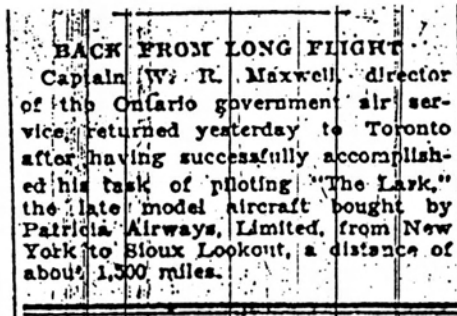 BACK FROM LONG FLIGHT
Captain W. R. Maxwell, director
of the Ontario government air ser-
vice, returned yesterday to Toronto
after having successfully accomplish-
ed his task of piloting "The Lark,"
the late model aircraft bought by
Patricia Airways, Limited, from New
York to Sioux Lookout, a distance of
about 1,500 miles.